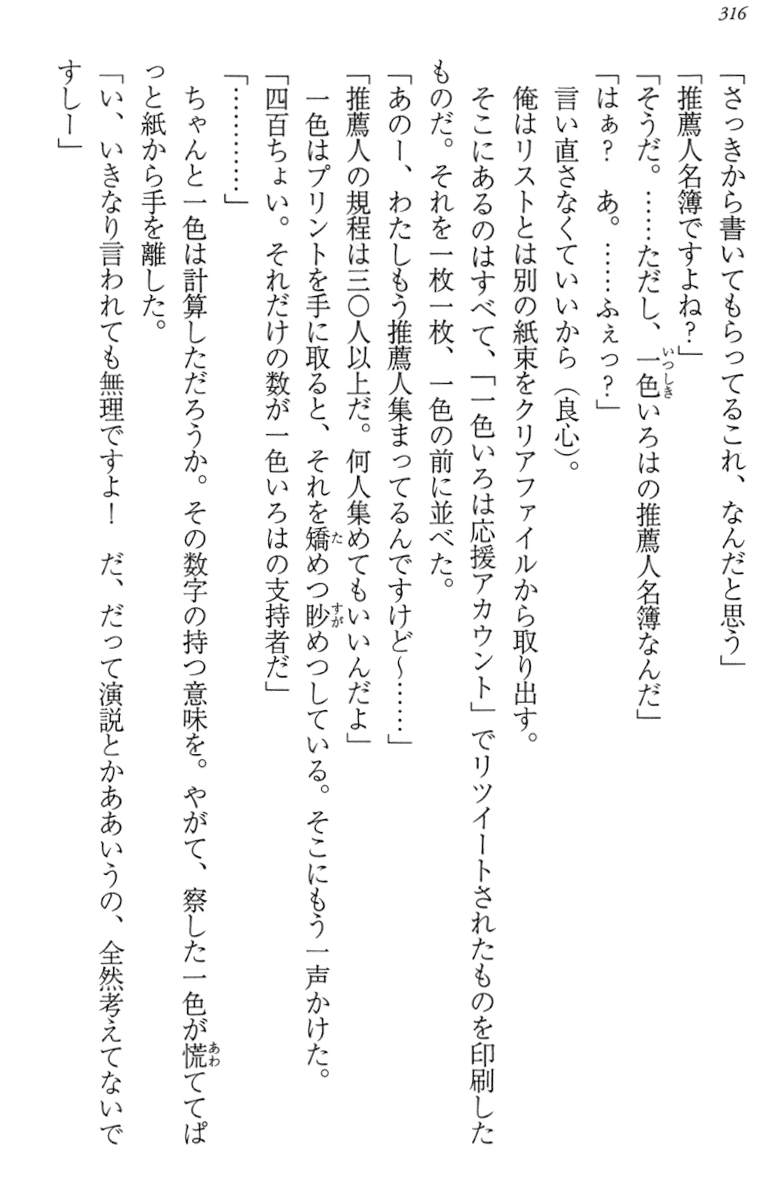 316
「さっきから書いてもらってるこれ、なんだと思う」
「推薦人名簿ですよね?」
「そうだ。……ただし、一色いろはの推薦人名簿なんだ」
いつしき
「はぁ?　あ。……ふぇっ?」
言い直さなくていいから（良心）。
俺はリストとは別の紙束をクリアファイルから取り出す。
そこにあるのはすべて、「一色いろは応援アカウント」でリツイートされたものを印刷した
ものだ。それを一枚一枚、一色の前に並べた。
「あのー、わたしもう推薦人集まってるんですけど〜……」
「推薦人の規程は三〇人以上だ。何人集めてもいいんだよ」
一色はプリントを手に取ると、それを矯めつ眇めつしている。そこにもう一声かけた。
た
すが
「四百ちょい。それだけの数が一色いろはの支持者だ」
「…………」
ちゃんと一色は計算しただろうか。その数字の持つ意味を。やがて、察した一色が慌ててぱ
あわ
っと紙から手を離した。
「い、いきなり言われても無理ですよ!　だ、だって演説とかああいうの、全然考えてないで
すしー」